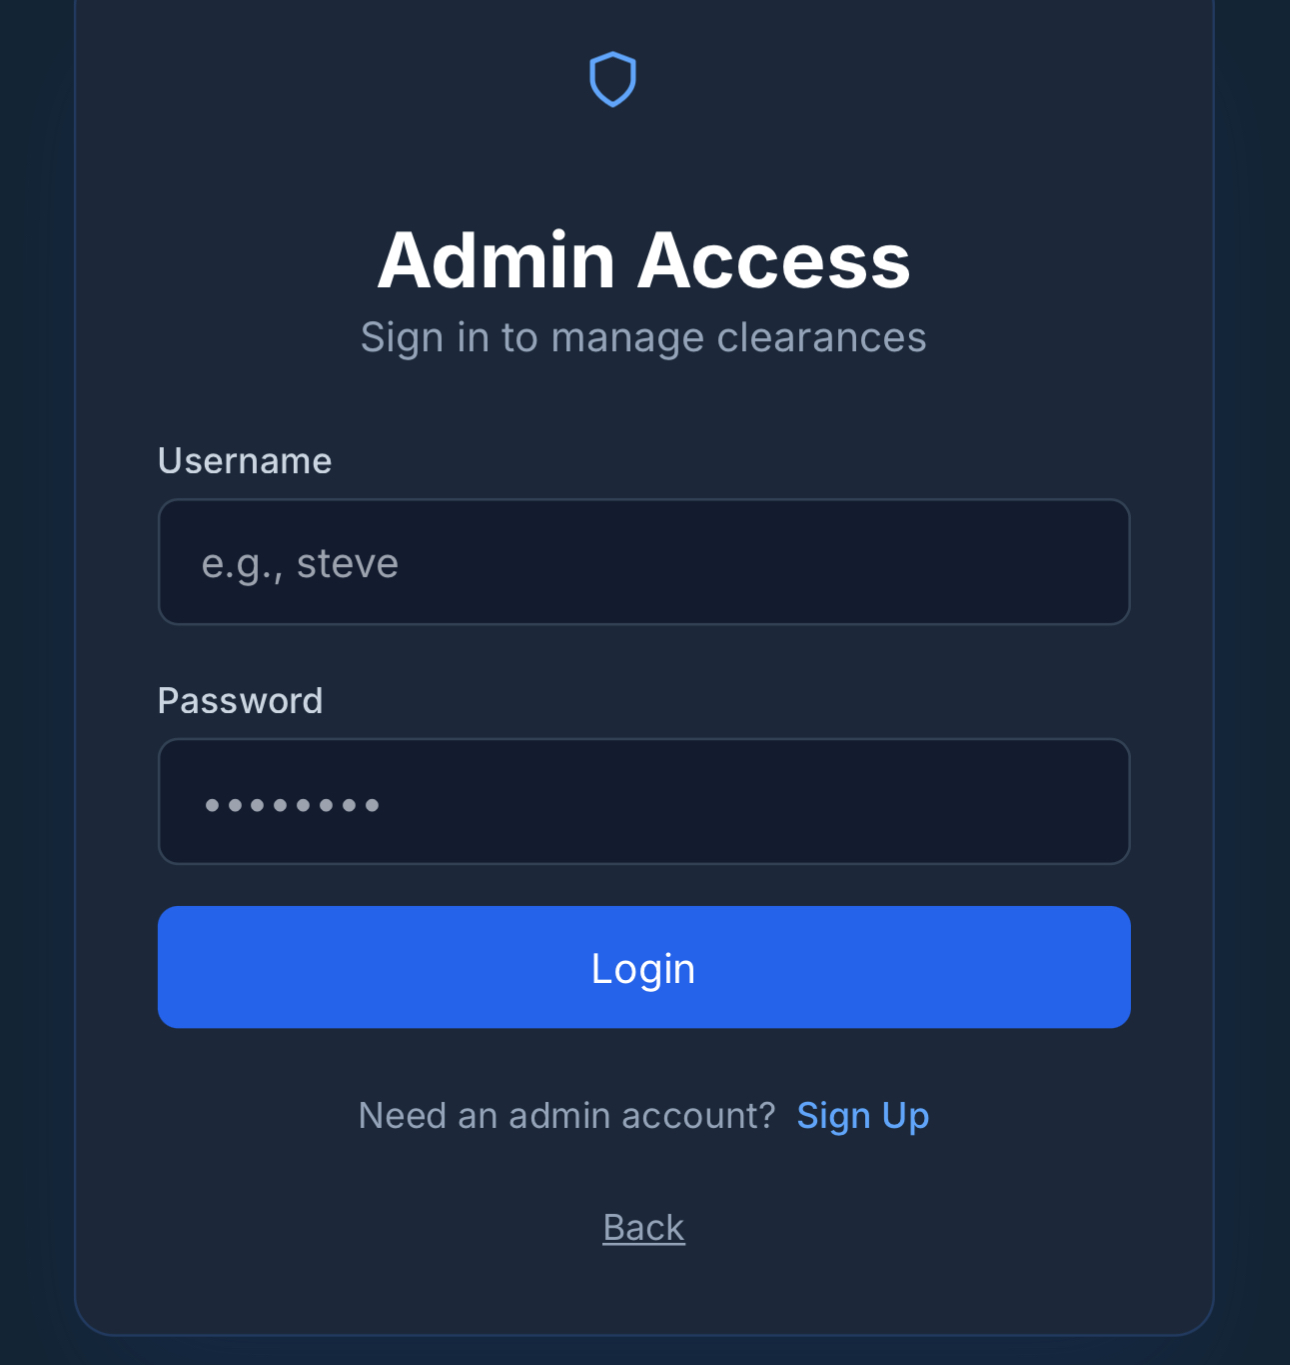 Admin Access
Sign in to manage clearances
Username
e.g., steve
Password
••••••••
Login
Need an admin account? Sign Up
Back